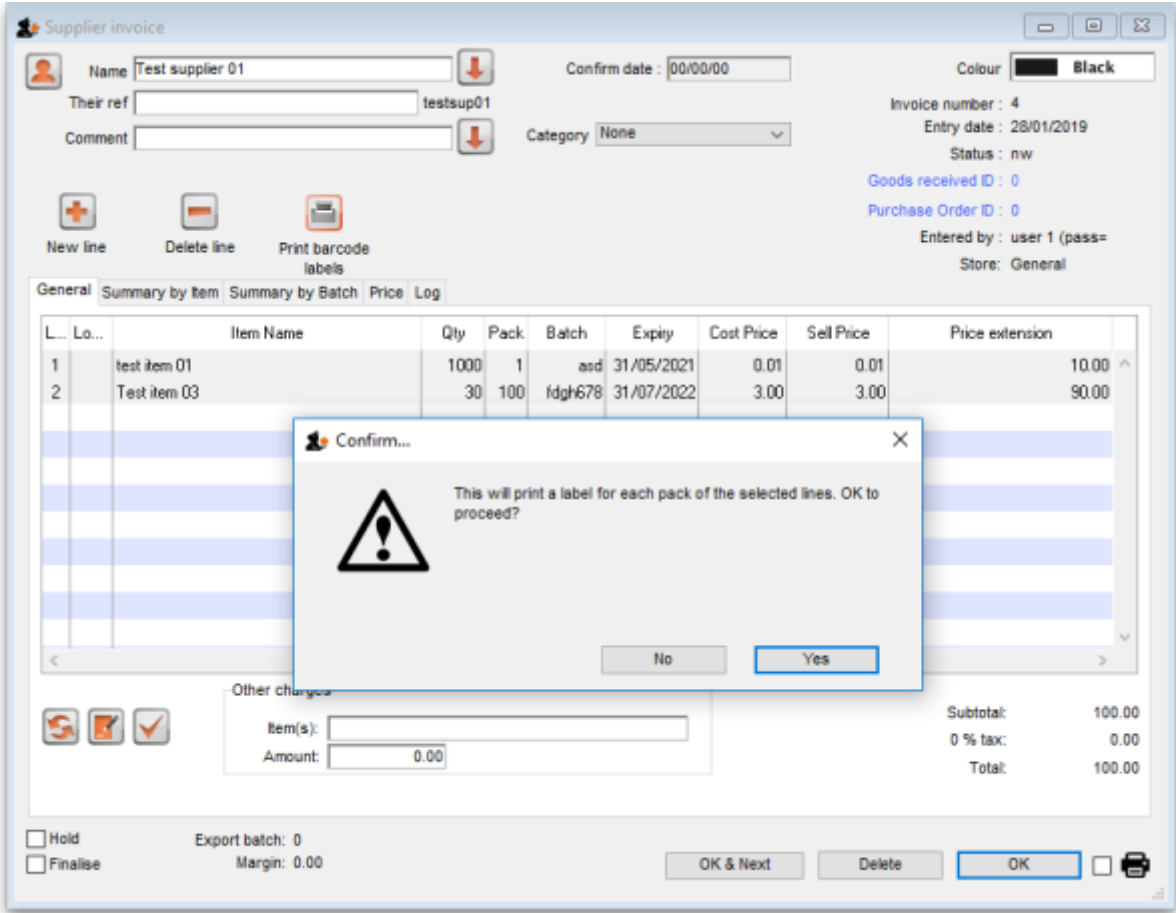 Supplier invoice
Name Test supplier 01 Confirm date : 00/00/00 Colour Black
Their ref testsup01 Invoice number : 4
Comment Category None Entry date : 28/01/2019
Status : nw
Goods received ID : 0
Purchase Order ID : 0
Entered by : user 1 (pass=
Store: General
New line Delete line Print barcode
labels
General Summary by Item Summary by Batch Price Log
L... Lo... Item Name Qty Pack Batch Expiry Cost Price Sell Price Price extension
1 test item 01 1000 1 asd 31/05/2021 0.01 0.01 10.00
2 Test item 03 30 100 fdgh678 31/07/2022 3.00 3.00 90.00
Confirm...
This will print a label for each pack of the selected lines. OK to
proceed?
No Yes
Other charges
Item(s):
Amount: 0.00
Subtotal: 100.00
0 % tax: 0.00
Total: 100.00
Hold Export batch: 0
Finalise Margin: 0.00
OK & Next Delete OK